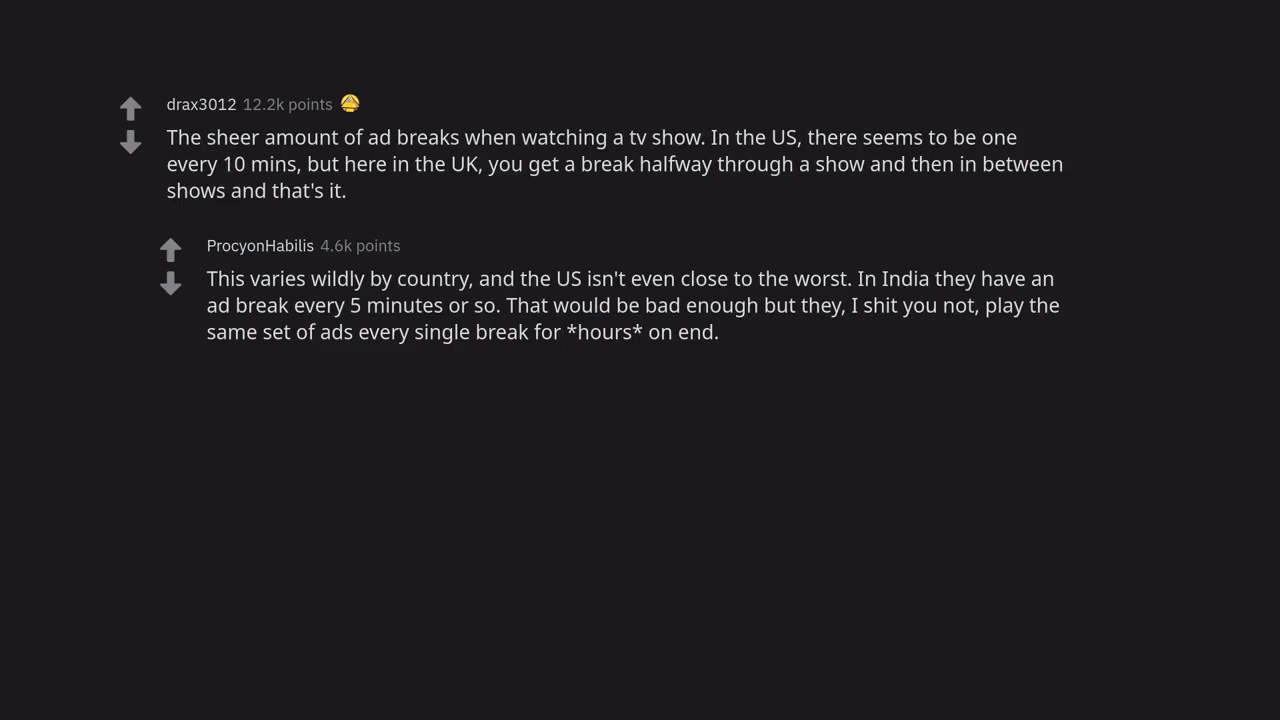 drax3012 12.2k points
The sheer amount of ad breaks when watching a tv show. In the US, there seems to be one
every 10 mins, but here in the UK, you get a break halfway through a show and then in between
shows and that's it.
ProcyonHabilis 4.6k points
This varies wildly by country, and the US isn't even close to the worst. In India they have an
ad break every 5 minutes or so. That would be bad enough but they, I shit you not, play the
same set of ads every single break for *hours* on end.